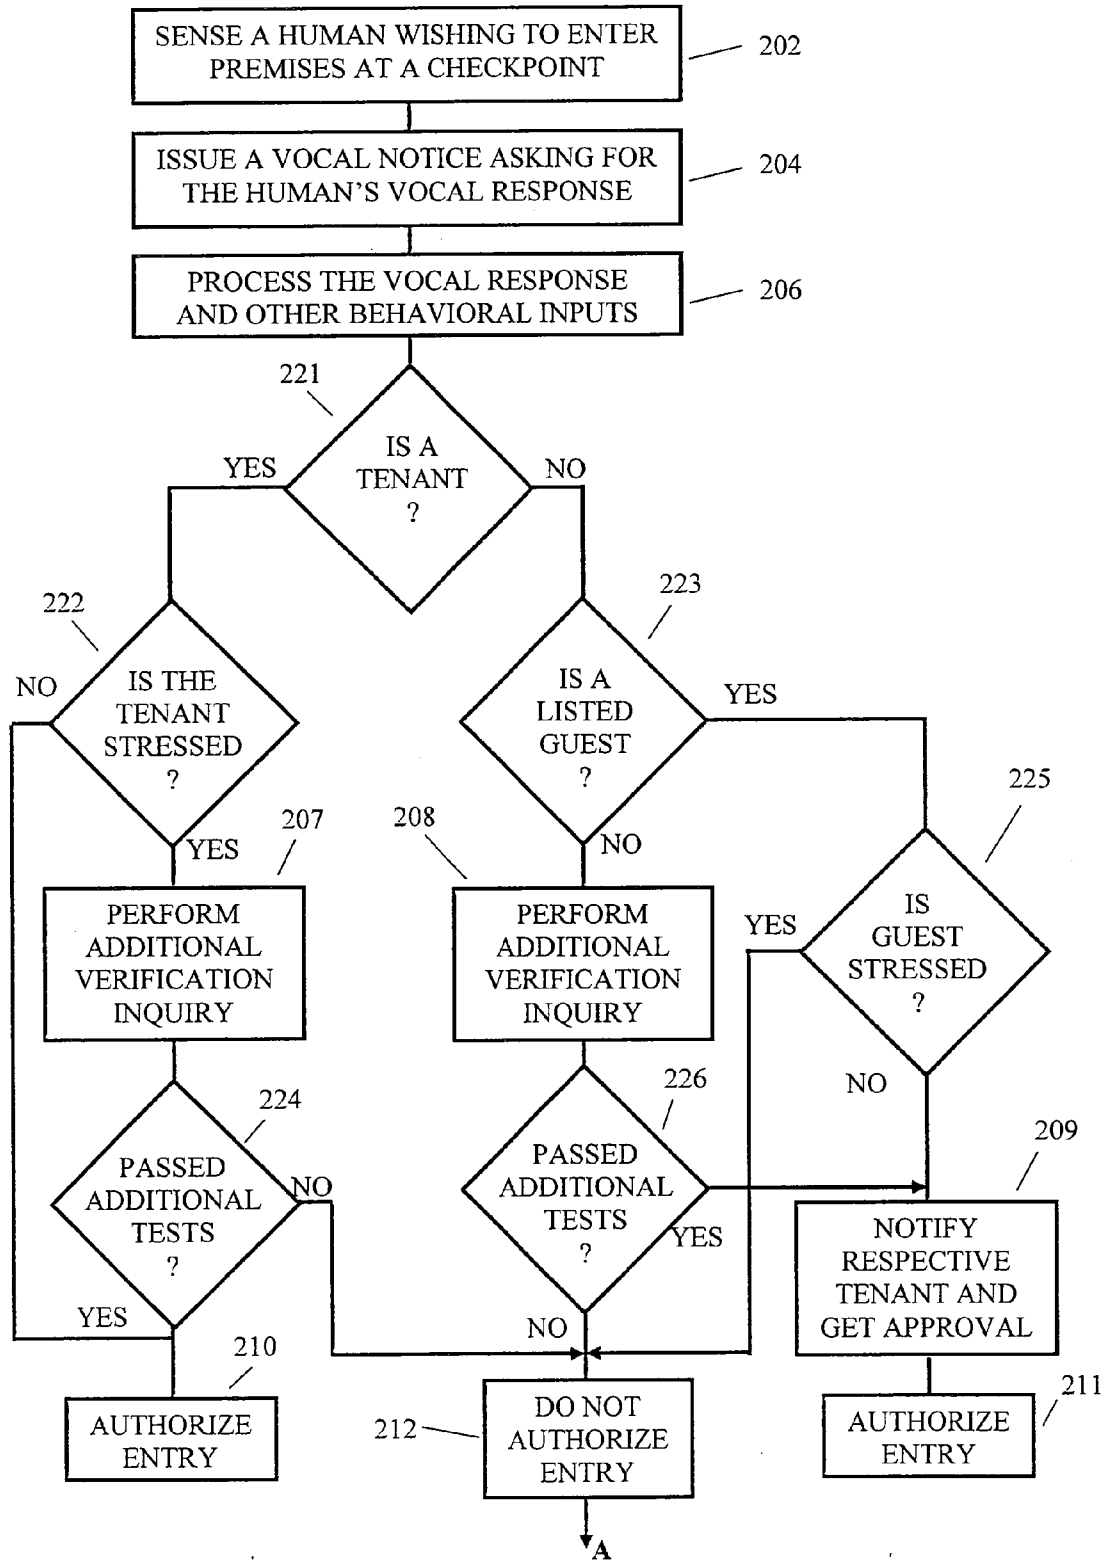 SENSE A HUMAN WISHING TO ENTER
PREMISES AT A CHECKPOINT
202
ISSUE A VOCAL NOTICE ASKING FOR
THE HUMAN'S VOCAL RESPONSE
204
PROCESS THE VOCAL RESPONSE
AND OTHER BEHAVIORAL INPUTS
206
221
IS A
TENANT
?
YES
NO
222
IS THE
TENANT
STRESSED
?
NO
YES
223
IS A
LISTED
GUEST
?
YES
NO
225
IS
GUEST
STRESSED
?
YES
NO
207
PERFORM
ADDITIONAL
VERIFICATION
INQUIRY
208
PERFORM
ADDITIONAL
VERIFICATION
INQUIRY
224
PASSED
ADDITIONAL
TESTS
?
NO
YES
226
PASSED
ADDITIONAL
TESTS
?
YES
NO
209
NOTIFY
RESPECTIVE
TENANT AND
GET APPROVAL
210
AUTHORIZE
ENTRY
212
DO NOT
AUTHORIZE
ENTRY
211
AUTHORIZE
ENTRY
A